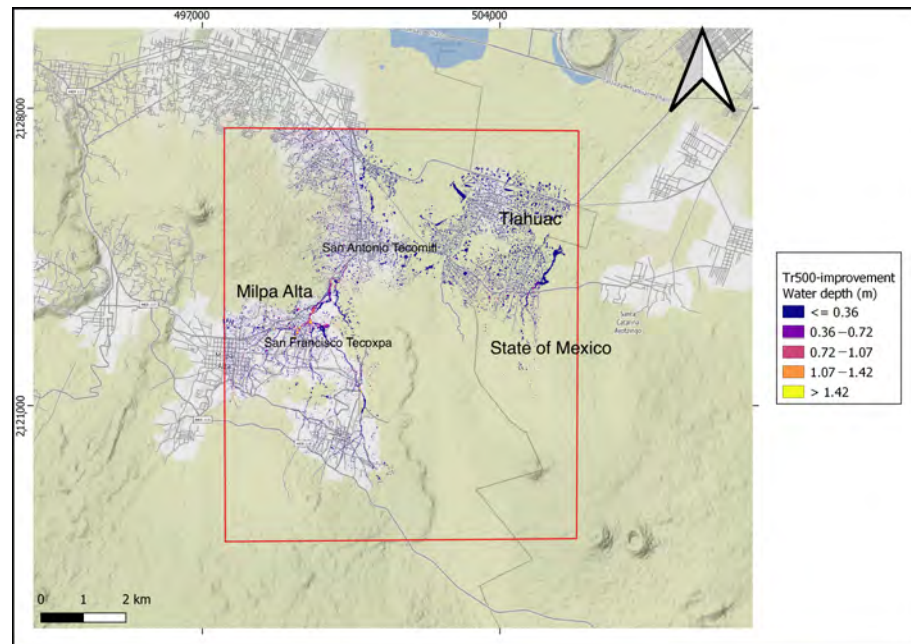 497000
504000
2128000
Tlahuac
San Antonio Tecomitl
Milpa Alta
San Francisco Tecoxpa
State of Mexico
Santa
Catarina
2121000
Tr500-improvement
Water depth (m)
<= 0.36
0.36−0.72
0.72−1.07
1.07−1.42
> 1.42
0 1 2 km